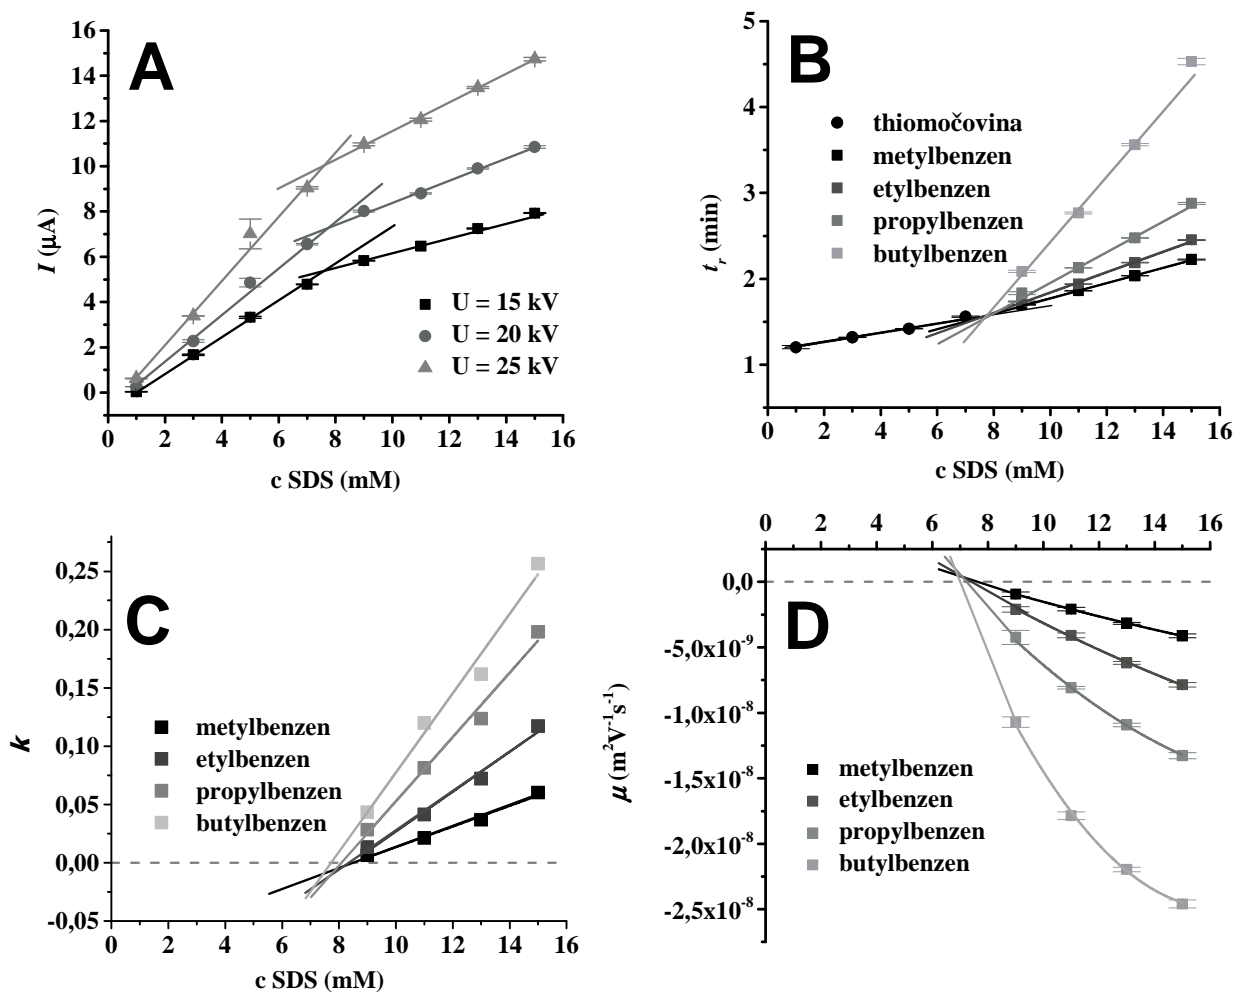 A
16
14
12
10
8
6
4
2
0
I (µA)
U = 15 kV
U = 20 kV
U = 25 kV
0 2 4 6 8 10 12 14 16
c SDS (mM)
B
5
4
3
2
1
t_r (min)
thiomočovina
metylbenzen
etylbenzen
propylbenzen
butylbenzen
0 2 4 6 8 10 12 14 16
c SDS (mM)
C
0,25
0,20
0,15
0,10
0,05
0,00
-0,05
k
metylbenzen
etylbenzen
propylbenzen
butylbenzen
0 2 4 6 8 10 12 14 16
c SDS (mM)
0 2 4 6 8 10 12 14 16
D
0,0
-5,0x10⁻⁹
-1,0x10⁻⁸
-1,5x10⁻⁸
-2,0x10⁻⁸
-2,5x10⁻⁸
µ (m²V⁻¹s⁻¹)
metylbenzen
etylbenzen
propylbenzen
butylbenzen